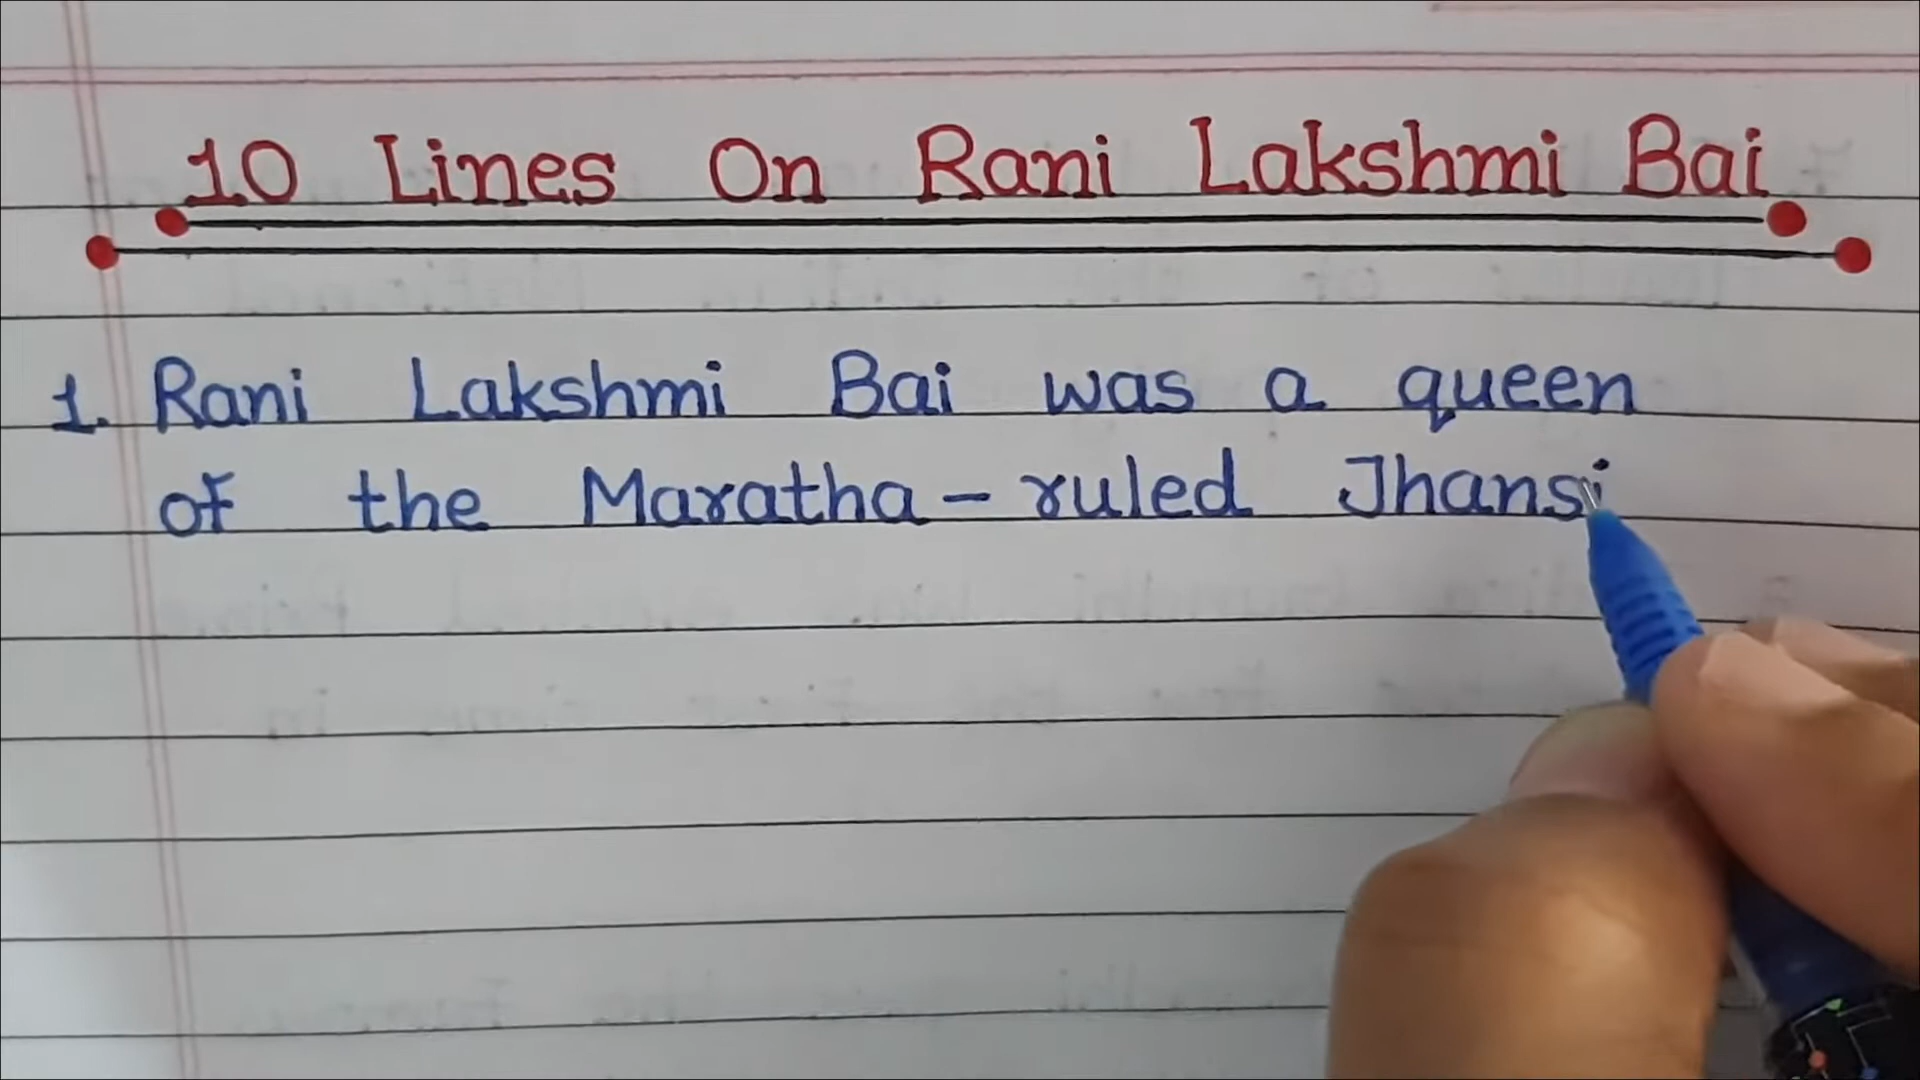 10 Lines On Rani Lakshmi Bai
1. Rani Lakshmi Bai was a queen
of the Maratha - ruled Jhansi